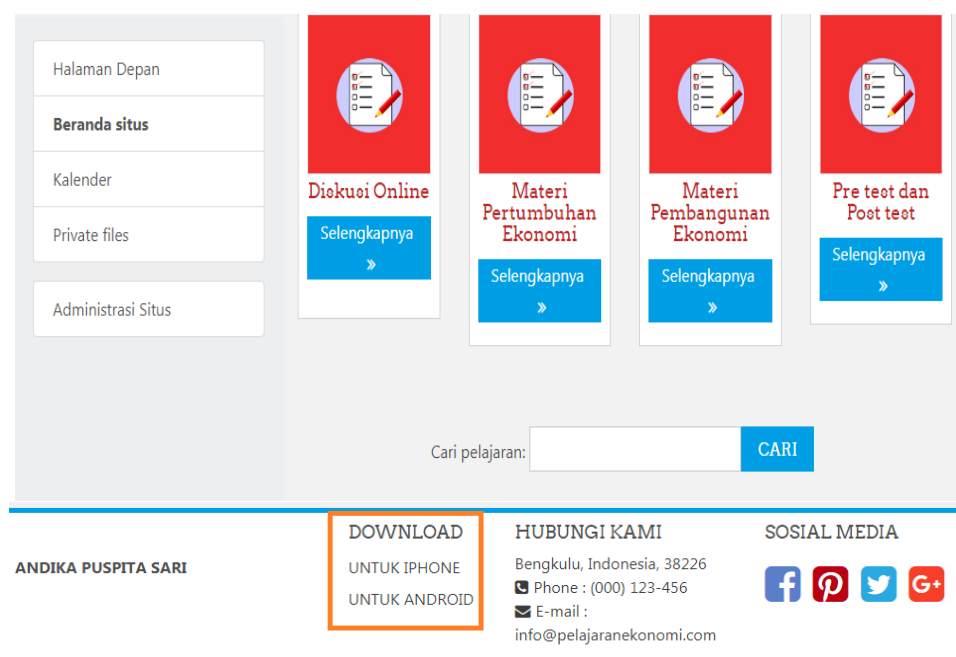 Halaman Depan
Beranda situs
Kalender
Private files
Administrasi Situs
Diskusi Online
Selengkapnya
»
Materi
Pertumbuhan
Ekonomi
Selengkapnya
»
Materi
Pembangunan
Ekonomi
Selengkapnya
»
Pre test dan
Post test
Selengkapnya
»
Cari pelajaran:
CARI
ANDIKA PUSPITA SARI
DOWNLOAD
UNTUK IPHONE
UNTUK ANDROID
HUBUNGI KAMI
Bengkulu, Indonesia, 38226
Phone : (000) 123-456
E-mail :
info@pelajaranekonomi.com
SOSIAL MEDIA